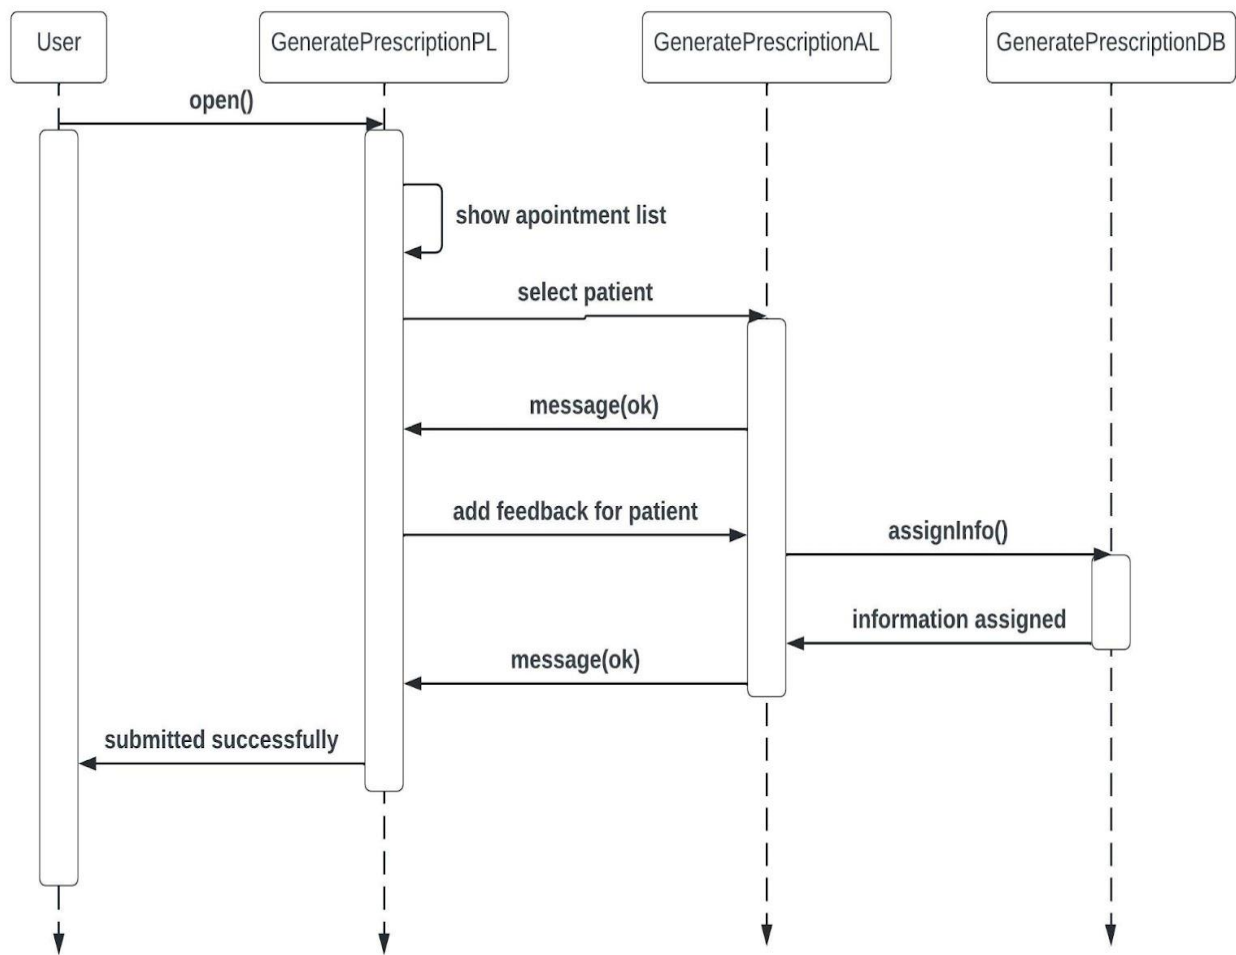 User
GeneratePrescriptionPL
GeneratePrescriptionAL
GeneratePrescriptionDB
open()
show apointment list
select patient
message(ok)
add feedback for patient
assignInfo()
information assigned
message(ok)
submitted successfully